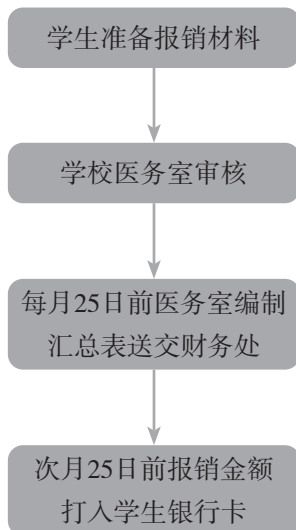 学生准备报销材料
学校医务室审核
每月25日前医务室编制
汇总表送交财务处
次月25日前报销金额
打入学生银行卡